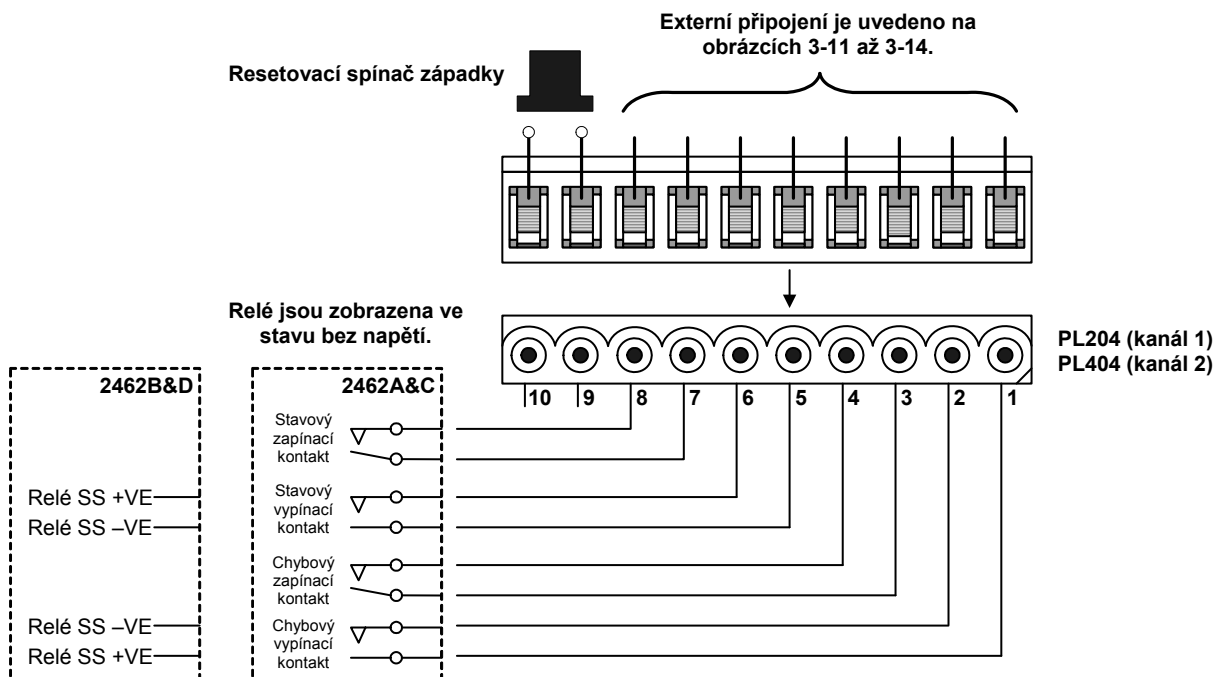 Externí připojení je uvedeno na
obrázcích 3-11 až 3-14.
Resetovací spínač západky
Relé jsou zobrazena ve
stavu bez napětí.
PL204 (kanál 1)
PL404 (kanál 2)
10 9 8 7 6 5 4 3 2 1
2462B&D
Relé SS +VE
Relé SS –VE
Relé SS –VE
Relé SS +VE
2462A&C
Stavový
zapínací
kontakt
Stavový
vypínací
kontakt
Chybový
zapínací
kontakt
Chybový
vypínací
kontakt